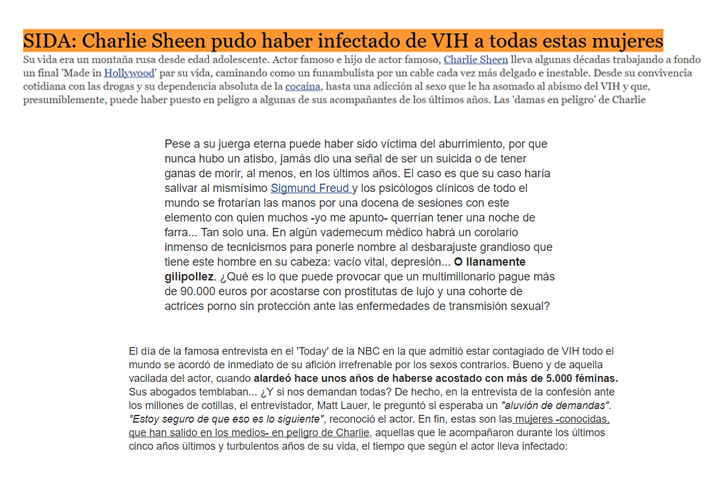 SIDA: Charlie Sheen pudo haber infectado de VIH a todas estas mujeres
Su vida era un montaña rusa desde edad adolescente. Actor famoso e hijo de actor famoso, Charlie Sheen lleva algunas décadas trabajando a fondo
un final 'Made in Hollywood' par su vida, caminando como un funambulista por un cable cada vez más delgado e inestable. Desde su convivencia
cotidiana con las drogas y su dependencia absoluta de la cocaína, hasta una adicción al sexo que le ha asomado al abismo del VIH y que,
presumiblemente, puede haber puesto en peligro a algunas de sus acompañantes de los últimos años. Las 'damas en peligro' de Charlie
Pese a su juerga eterna puede haber sido víctima del aburrimiento, por que
nunca hubo un atisbo, jamás dio una señal de ser un suicida o de tener
ganas de morir, al menos, en los últimos años. El caso es que su caso haría
salivar al mismísimo Sigmund Freud y los psicólogos clínicos de todo el
mundo se frotarían las manos por una docena de sesiones con este
elemento con quien muchos -yo me apunto- querrían tener una noche de
farra... Tan solo una. En algún vademecum médico habrá un corolario
inmenso de tecnicismos para ponerle nombre al desbarajuste grandioso que
tiene este hombre en su cabeza: vacío vital, depresión... O llanamente
gilipollez. ¿Qué es lo que puede provocar que un multimillonario pague más
de 90.000 euros por acostarse con prostitutas de lujo y una cohorte de
actrices porno sin protección ante las enfermedades de transmisión sexual?
El día de la famosa entrevista en el 'Today' de la NBC en la que admitió estar contagiado de VIH todo el
mundo se acordó de inmediato de su afición irrefrenable por los sexos contrarios. Bueno y de aquella
vacilada del actor, cuando alardeó hace unos años de haberse acostado con más de 5.000 féminas.
Sus abogados temblaban... ¿Y si nos demandan todas? De hecho, en la entrevista de la confesión ante
los millones de cotillas, el entrevistador, Matt Lauer, le preguntó si esperaba un "aluvión de demandas".
"Estoy seguro de que eso es lo siguiente", reconoció el actor. En fin, estas son las mujeres -conocidas,
que han salido en los medios- en peligro de Charlie, aquellas que le acompañaron durante los últimos
cinco años últimos y turbulentos años de su vida, el tiempo que según el actor lleva infectado: